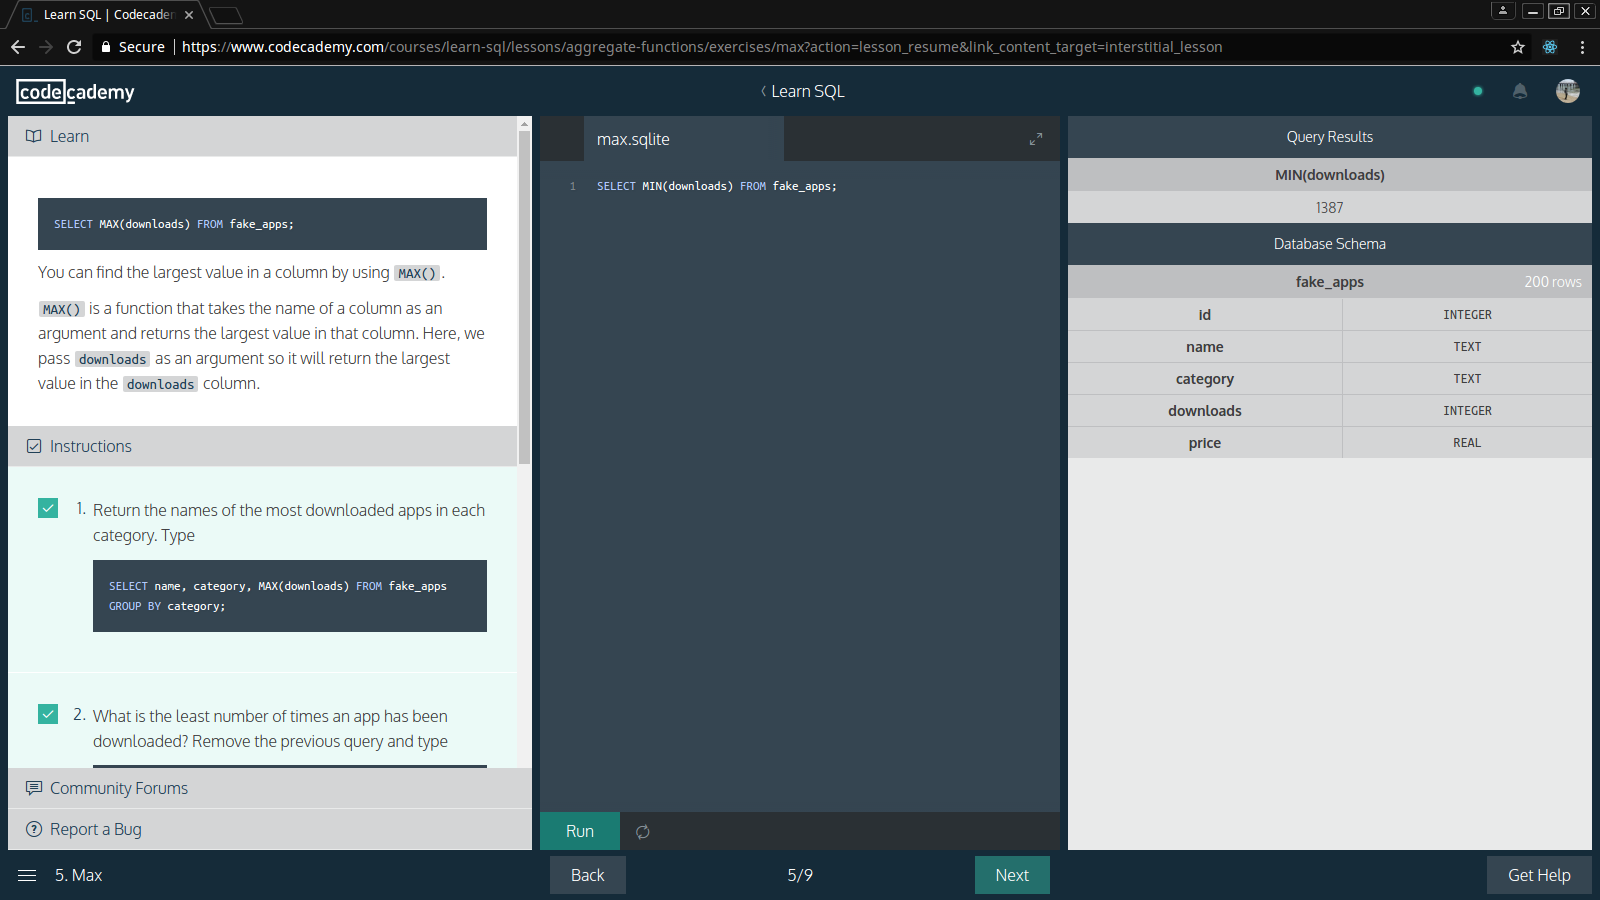 Learn SQL | Codecader
Secure
https://www.codecademy.com/courses/learn-sql/lessons/aggregate-functions/exercises/max?action=lesson_resume&link_content_target=interstitial_lesson
codecademy
Learn SQL
Learn
SELECT MAX(downloads) FROM fake_apps;
You can find the largest value in a column by using MAX().
MAX() is a function that takes the name of a column as an
argument and returns the largest value in that column. Here, we
pass downloads as an argument so it will return the largest
value in the downloads column.
Instructions
1. Return the names of the most downloaded apps in each
category. Type
SELECT name, category, MAX(downloads) FROM fake_apps
GROUP BY category;
2. What is the least number of times an app has been
downloaded? Remove the previous query and type
Community Forums
Report a Bug
max.sqlite
1 SELECT MIN(downloads) FROM fake_apps;
Run
Query Results
MIN(downloads)
1387
Database Schema
fake_apps 200 rows
id INTEGER
name TEXT
category TEXT
downloads INTEGER
price REAL
5. Max
Back
5/9
Next
Get Help